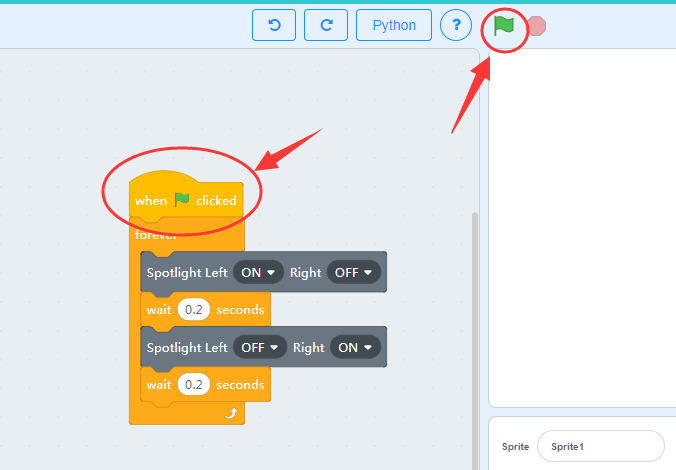 Python ?
when clicked
forever
Spotlight Left ON Right OFF
wait 0.2 seconds
Spotlight Left OFF Right ON
wait 0.2 seconds
Sprite Sprite1